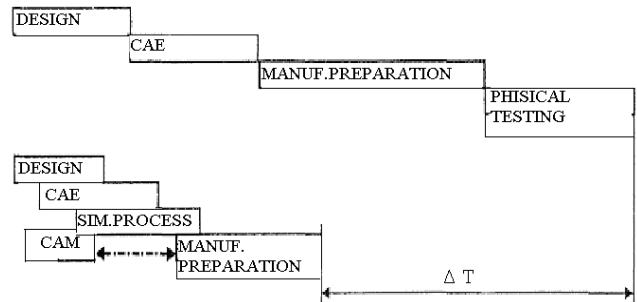 DESIGN
CAE
MANUF.PREPARATION
PHISICAL
TESTING
DESIGN
CAE
SIM.PROCESS
CAM
MANUF.
PREPARATION
Δ T